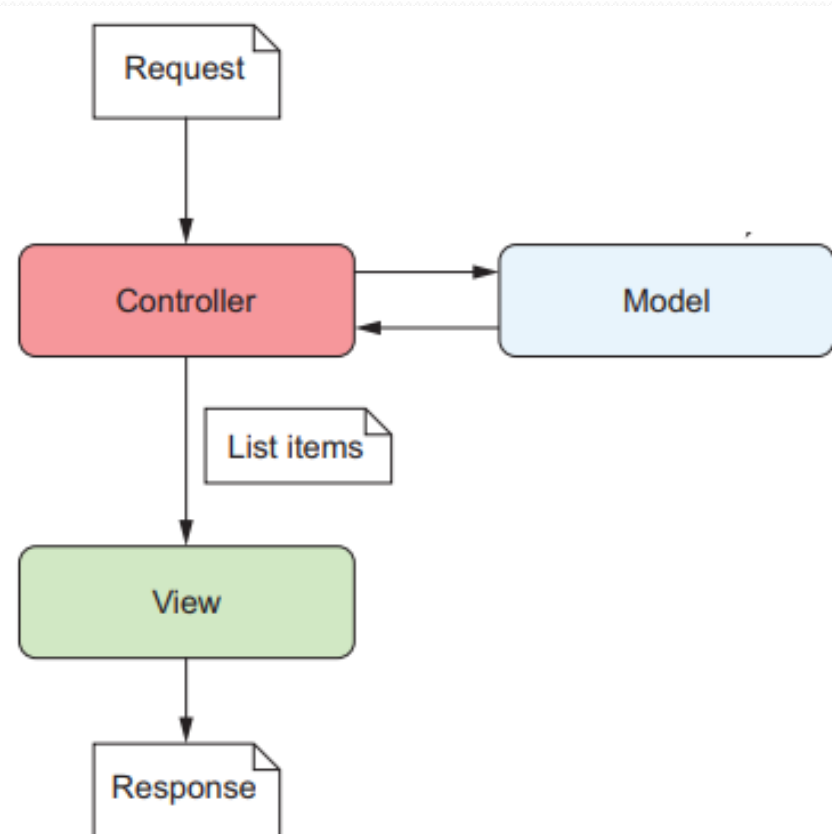 Request
Controller
Model
List items
View
Response